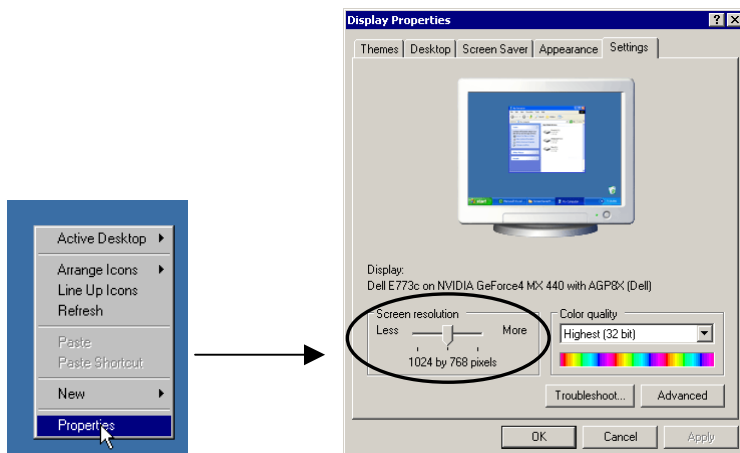 Active Desktop
Arrange Icons
Line Up Icons
Refresh
Paste
Paste Shortcut
New
Properties
Display Properties
Themes Desktop Screen Saver Appearance Settings
Display:
Dell E773c on NVIDIA GeForce4 MX 440 with AGP8X (Dell)
Screen resolution
Less More
1024 by 768 pixels
Color quality
Highest (32 bit)
Troubleshoot... Advanced
OK Cancel Apply